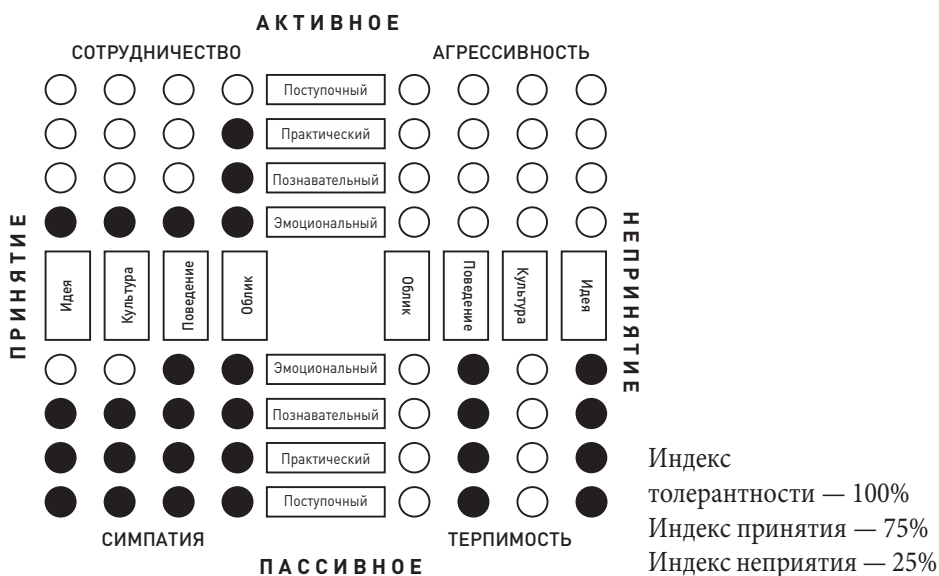 АКТИВНОЕ
СОТРУДНИЧЕСТВО
АГРЕССИВНОСТЬ
Поступочный
Практический
Познавательный
Эмоциональный
ПРИНЯТИЕ
Идея
Культура
Поведение
Облик
Облик
Поведение
Культура
Идея
НЕПРИНЯТИЕ
Эмоциональный
Познавательный
Практический
Поступочный
СИМПАТИЯ
ТЕРПИМОСТЬ
ПАССИВНОЕ
Индекс
толерантности — 100%
Индекс принятия — 75%
Индекс неприятия — 25%